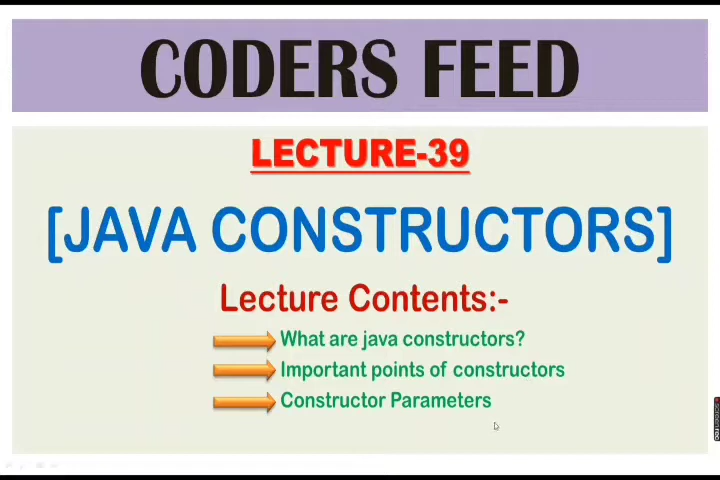 CODERS FEED
LECTURE-39
[JAVA CONSTRUCTORS]
Lecture Contents:-
What are java constructors?
Important points of constructors
Constructor Parameters